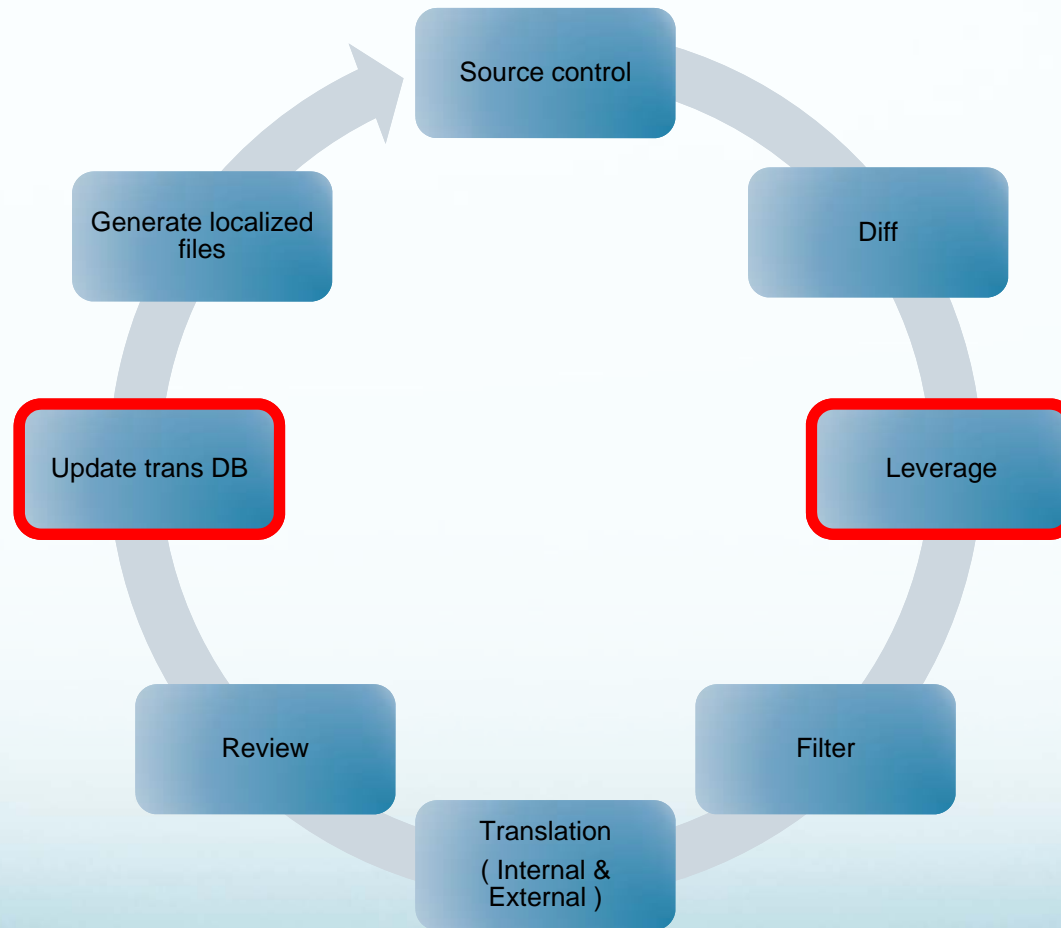 Source control
Diff
Leverage
Filter
Translation
( Internal &
External )
Review
Update trans DB
Generate localized
files